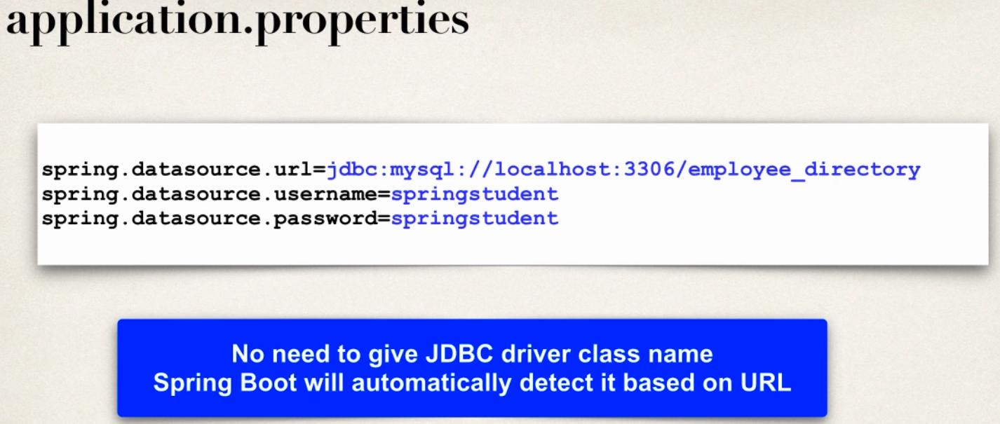 application.properties
spring.datasource.url=jdbc:mysql://localhost:3306/employee_directory
spring.datasource.username=springstudent
spring.datasource.password=springstudent
No need to give JDBC driver class name
Spring Boot will automatically detect it based on URL